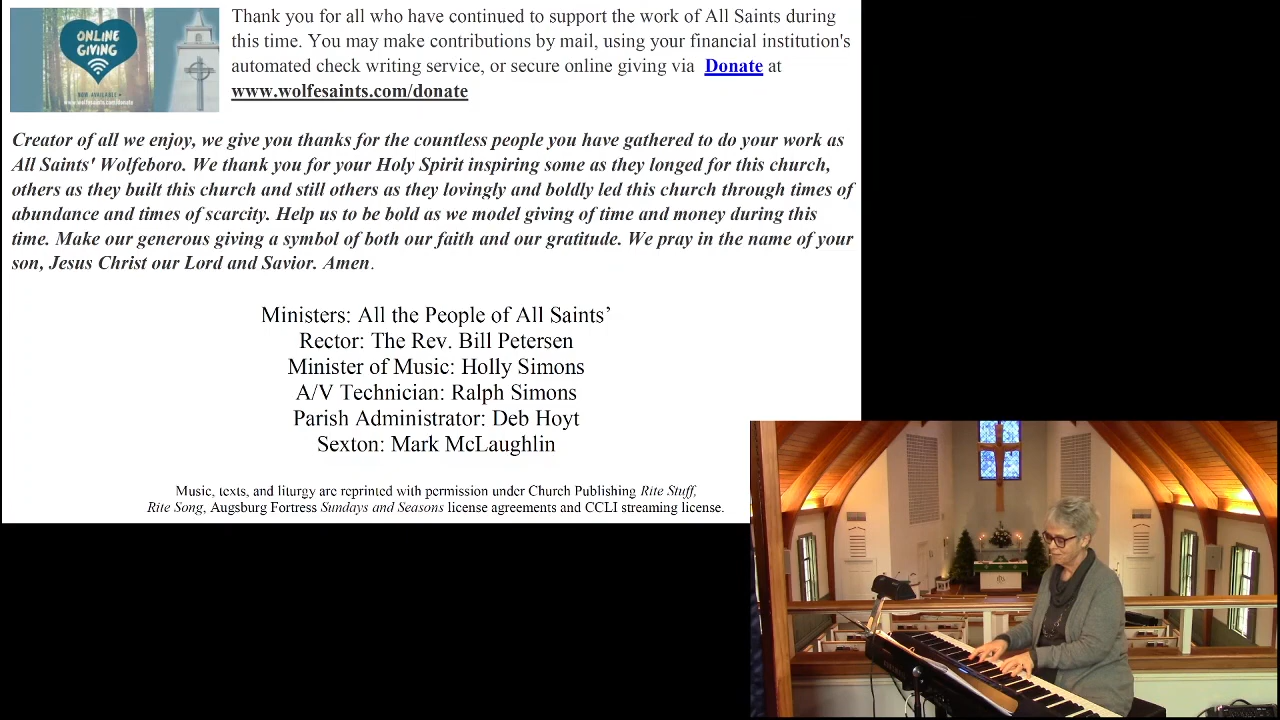 ONLINE
GIVING
NOW AVAILABLE
www.wolfesaints.com/donate
Thank you for all who have continued to support the work of All Saints during
this time. You may make contributions by mail, using your financial institution's
automated check writing service, or secure online giving via Donate at
www.wolfesaints.com/donate
Creator of all we enjoy, we give you thanks for the countless people you have gathered to do your work as
All Saints' Wolfeboro. We thank you for your Holy Spirit inspiring some as they longed for this church,
others as they built this church and still others as they lovingly and boldly led this church through times of
abundance and times of scarcity. Help us to be bold as we model giving of time and money during this
time. Make our generous giving a symbol of both our faith and our gratitude. We pray in the name of your
son, Jesus Christ our Lord and Savior. Amen.
Ministers: All the People of All Saints’
Rector: The Rev. Bill Petersen
Minister of Music: Holly Simons
A/V Technician: Ralph Simons
Parish Administrator: Deb Hoyt
Sexton: Mark McLaughlin
Music, texts, and liturgy are reprinted with permission under Church Publishing Rite Stuff,
Rite Song, Augsburg Fortress Sundays and Seasons license agreements and CCLI streaming license.